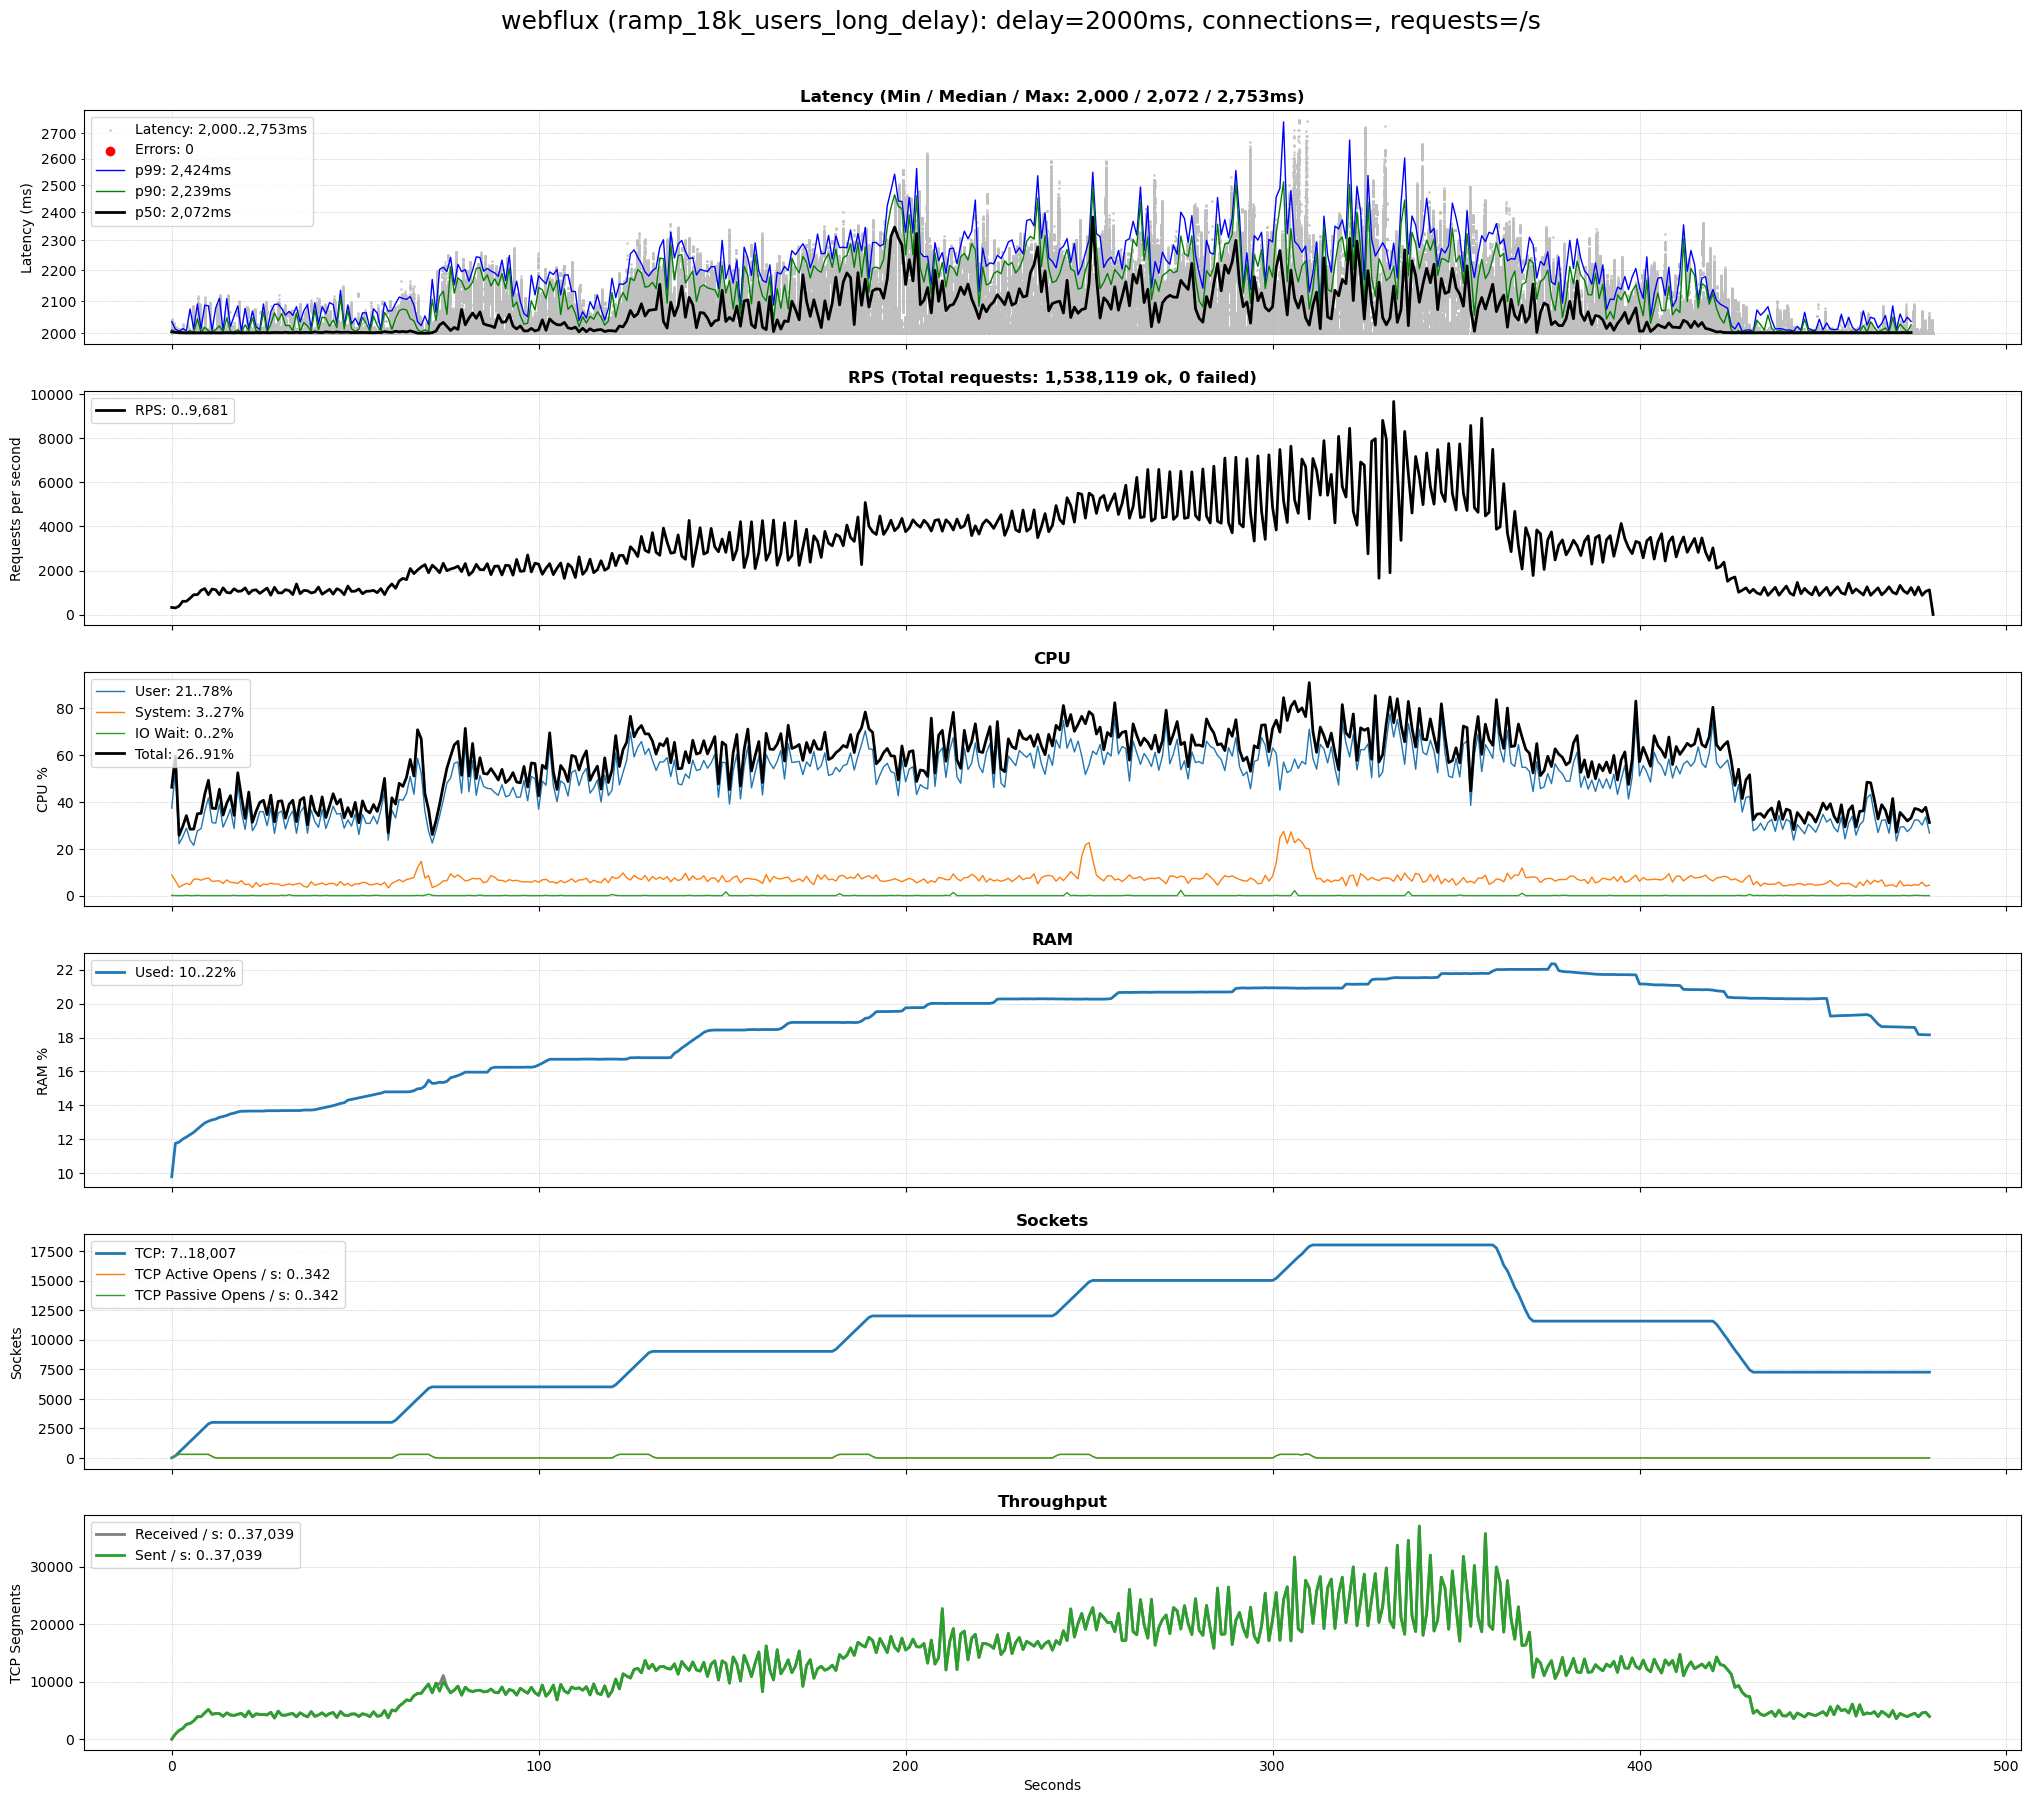 webflux (ramp_18k_users_long_delay): delay=2000ms, connections=, requests=/s
Latency (Min / Median / Max: 2,000 / 2,072 / 2,753ms)
Latency: 2,000..2,753ms
Errors: 0
p99: 2,424ms
p90: 2,239ms
p50: 2,072ms
Latency (ms)
2700
2600
2500
2400
2300
2200
2100
2000
RPS (Total requests: 1,538,119 ok, 0 failed)
RPS: 0..9,681
Requests per second
10000
8000
6000
4000
2000
0
CPU
User: 21..78%
System: 3..27%
IO Wait: 0..2%
Total: 26..91%
CPU %
80
60
40
20
0
RAM
Used: 10..22%
RAM %
22
20
18
16
14
12
10
Sockets
TCP: 7..18,007
TCP Active Opens / s: 0..342
TCP Passive Opens / s: 0..342
Sockets
17500
15000
12500
10000
7500
5000
2500
0
Throughput
Received / s: 0..37,039
Sent / s: 0..37,039
TCP Segments
30000
20000
10000
0
0 100 200 300 400 500
Seconds